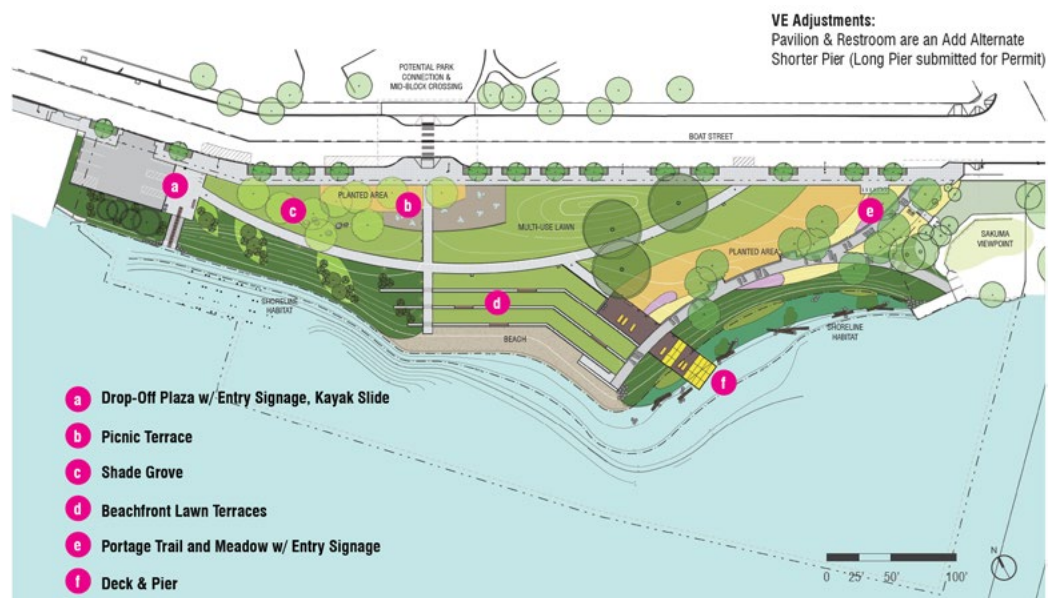 VE Adjustments:
Pavilion & Restroom are an Add Alternate
Shorter Pier (Long Pier submitted for Permit)
POTENTIAL PARK
CONNECTION &
MID-BLOCK CROSSING
BOAT STREET
a
PLANTED AREA
b
c
MULTI-USE LAWN
e
PLANTED AREA
SAKUMA
VIEWPOINT
SHORELINE
HABITAT
d
BEACH
SHORELINE
HABITAT
f
a Drop-Off Plaza w/ Entry Signage, Kayak Slide
b Picnic Terrace
c Shade Grove
d Beachfront Lawn Terraces
e Portage Trail and Meadow w/ Entry Signage
f Deck & Pier
N
0 25' 50' 100'